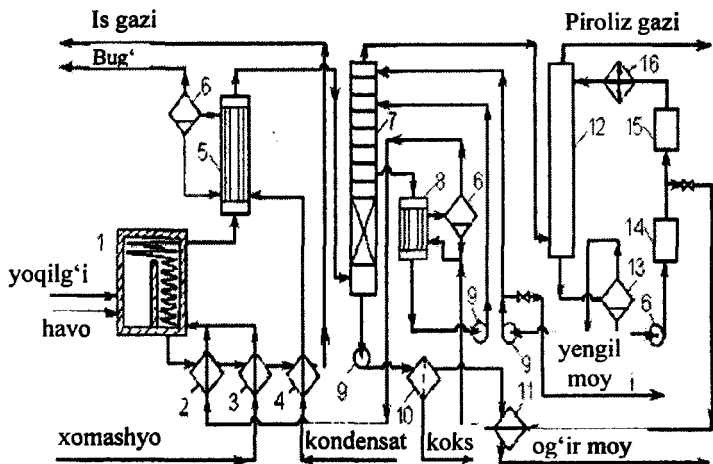 Is gazi
Piroliz gazi
Bug‘
6
16
7
12
15
5
8
6
1
14
yoqilg‘i
13
havo
9
6
9
yengil
moy
i
9
2
3
4
10
11
xomashyo
kondensat
koks
og‘ir moy